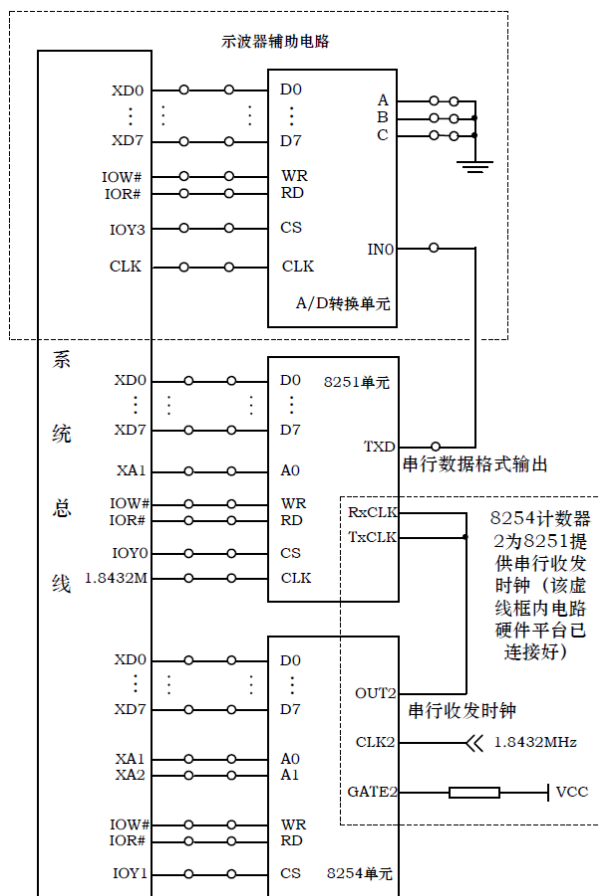 示波器辅助电路
XD0
D0
A
B
C
XD7
D7
IOW#
WR
IOR#
RD
IOY3
CS
IN0
CLK
CLK
A/D转换单元
系
统
总
线
XD0
D0
8251单元
XD7
D7
TXD
串行数据格式输出
XA1
A0
IOW#
WR
IOR#
RD
IOY0
CS
1.8432M
CLK
RxCLK
TxCLK
8254计数器
2为8251提
供串行收发
时钟（该虚
线框内电路
硬件平台已
连接好）
XD0
D0
XD7
D7
OUT2
串行收发时钟
XA1
A0
XA2
A1
CLK2
1.8432MHz
GATE2
VCC
IOW#
WR
IOR#
RD
IOY1
CS
8254单元